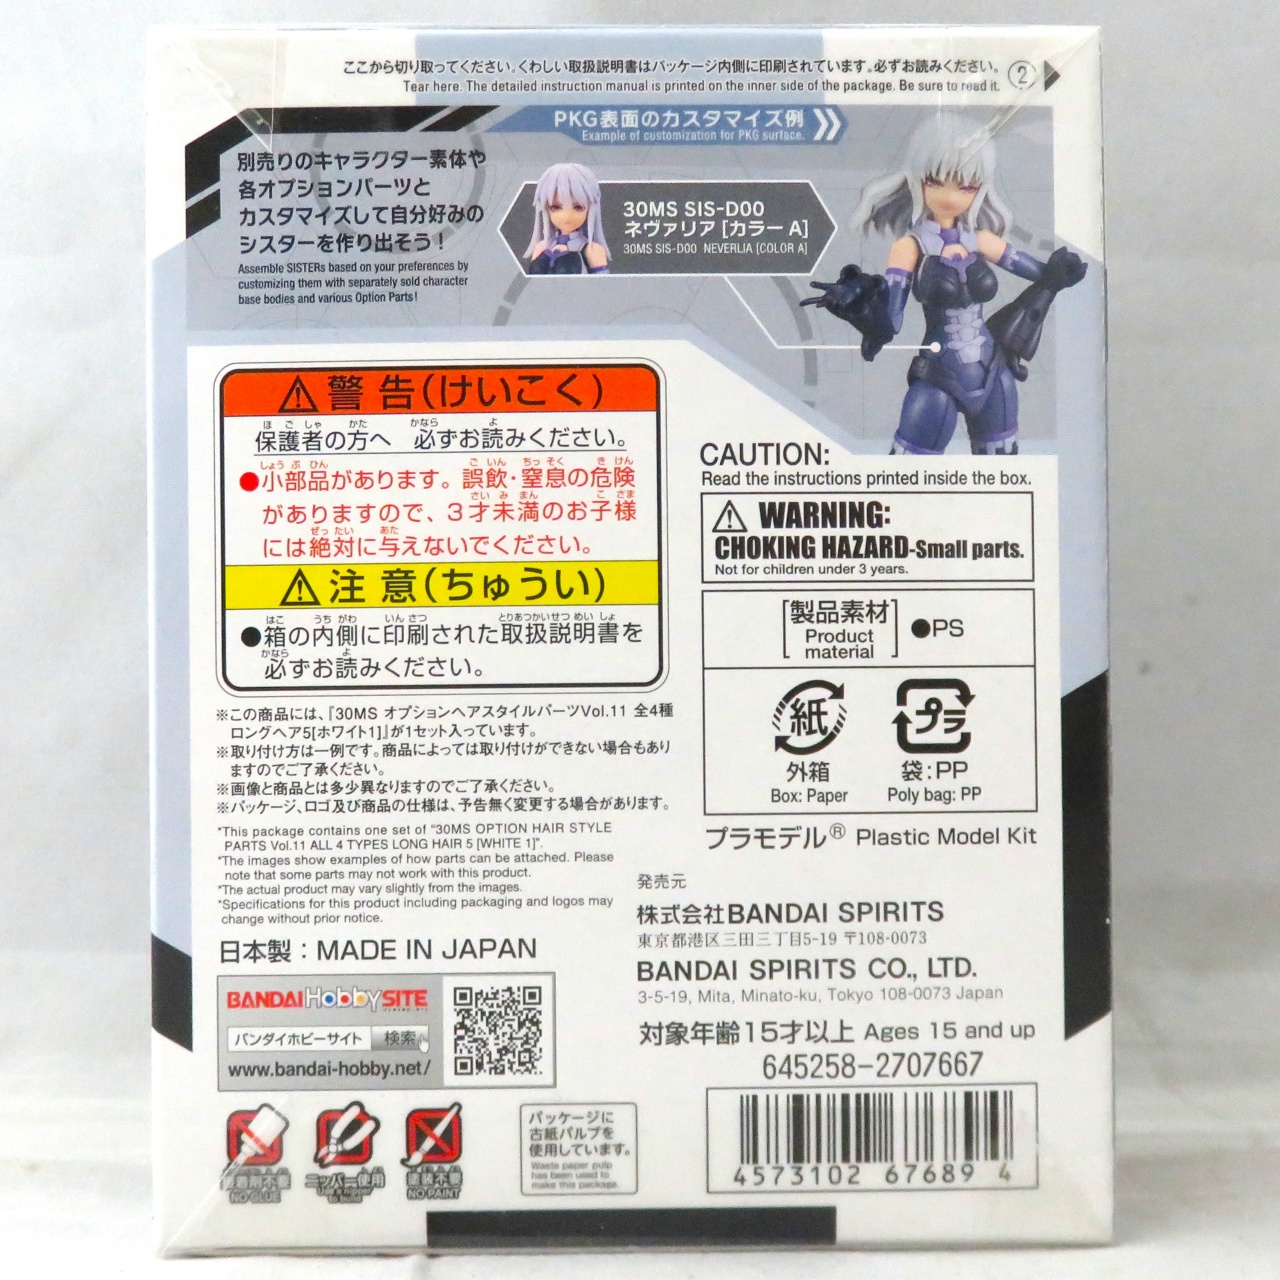 ここから切り取ってください。くわしい取扱説明書はパッケージ内側に印刷されています。必ずお読みください。
Tear here. The detailed instruction manual is printed on the inner side of the package. Be sure to read it.
②
PKG表面のカスタマイズ例
Example of customization for PKG surface.
別売りのキャラクター素体や
各オプションパーツと
カスタマイズして自分好みの
シスターを作り出そう！
Assemble SISTERs based on your preferences by
customizing them with separately sold character
base bodies and various Option Parts!
30MS SIS-D00
ネヴァリア［カラー A］
30MS SIS-D00 NEVERLIA [COLOR A]
警告(けいこく)
保護者の方へ 必ずお読みください。
●小部品があります。誤飲・窒息の危険
がありますので、3才未満のお子様
には絶対に与えないでください。
注意(ちゅうい)
●箱の内側に印刷された取扱説明書を
必ずお読みください。
※この商品には、『30MS オプションヘアスタイルパーツVol.11 全4種
ロングヘア5[ホワイト1]』が1セット入っています。
※取り付け方は一例です。商品によっては取り付けができない場合もあり
ますのでご了承ください。
※画像と商品とは多少異なりますのでご了承ください。
※パッケージ、ロゴ及び商品の仕様は、予告無く変更する場合があります。
*This package contains one set of "30MS OPTION HAIR STYLE
PARTS Vol.11 ALL 4 TYPES LONG HAIR 5 [WHITE 1]".
*The images show examples of how parts can be attached. Please
note that some parts may not work with this product.
*The actual product may vary slightly from the images.
*Specifications for this product including packaging and logos may
change without prior notice.
日本製：MADE IN JAPAN
BANDAI HobbySITE
バンダイホビーサイト 検索
www.bandai-hobby.net/
NO GLUE
ニッパー使用
Use a nipper
to build
塗装不要
NO PAINT
パッケージに
古紙パルプを
使用しています。
Waste paper pulp
has been used to
make this package.
CAUTION:
Read the instructions printed inside the box.
WARNING:
CHOKING HAZARD-Small parts.
Not for children under 3 years.
[製品素材]
Product
material
●PS
紙
外箱
Box: Paper
プラ
袋：PP
Poly bag: PP
プラモデル® Plastic Model Kit
発売元
株式会社BANDAI SPIRITS
東京都港区三田三丁目5-19 〒108-0073
BANDAI SPIRITS CO., LTD.
3-5-19, Mita, Minato-ku, Tokyo 108-0073 Japan
対象年齢15才以上 Ages 15 and up
645258-2707667
4573102 67689 4